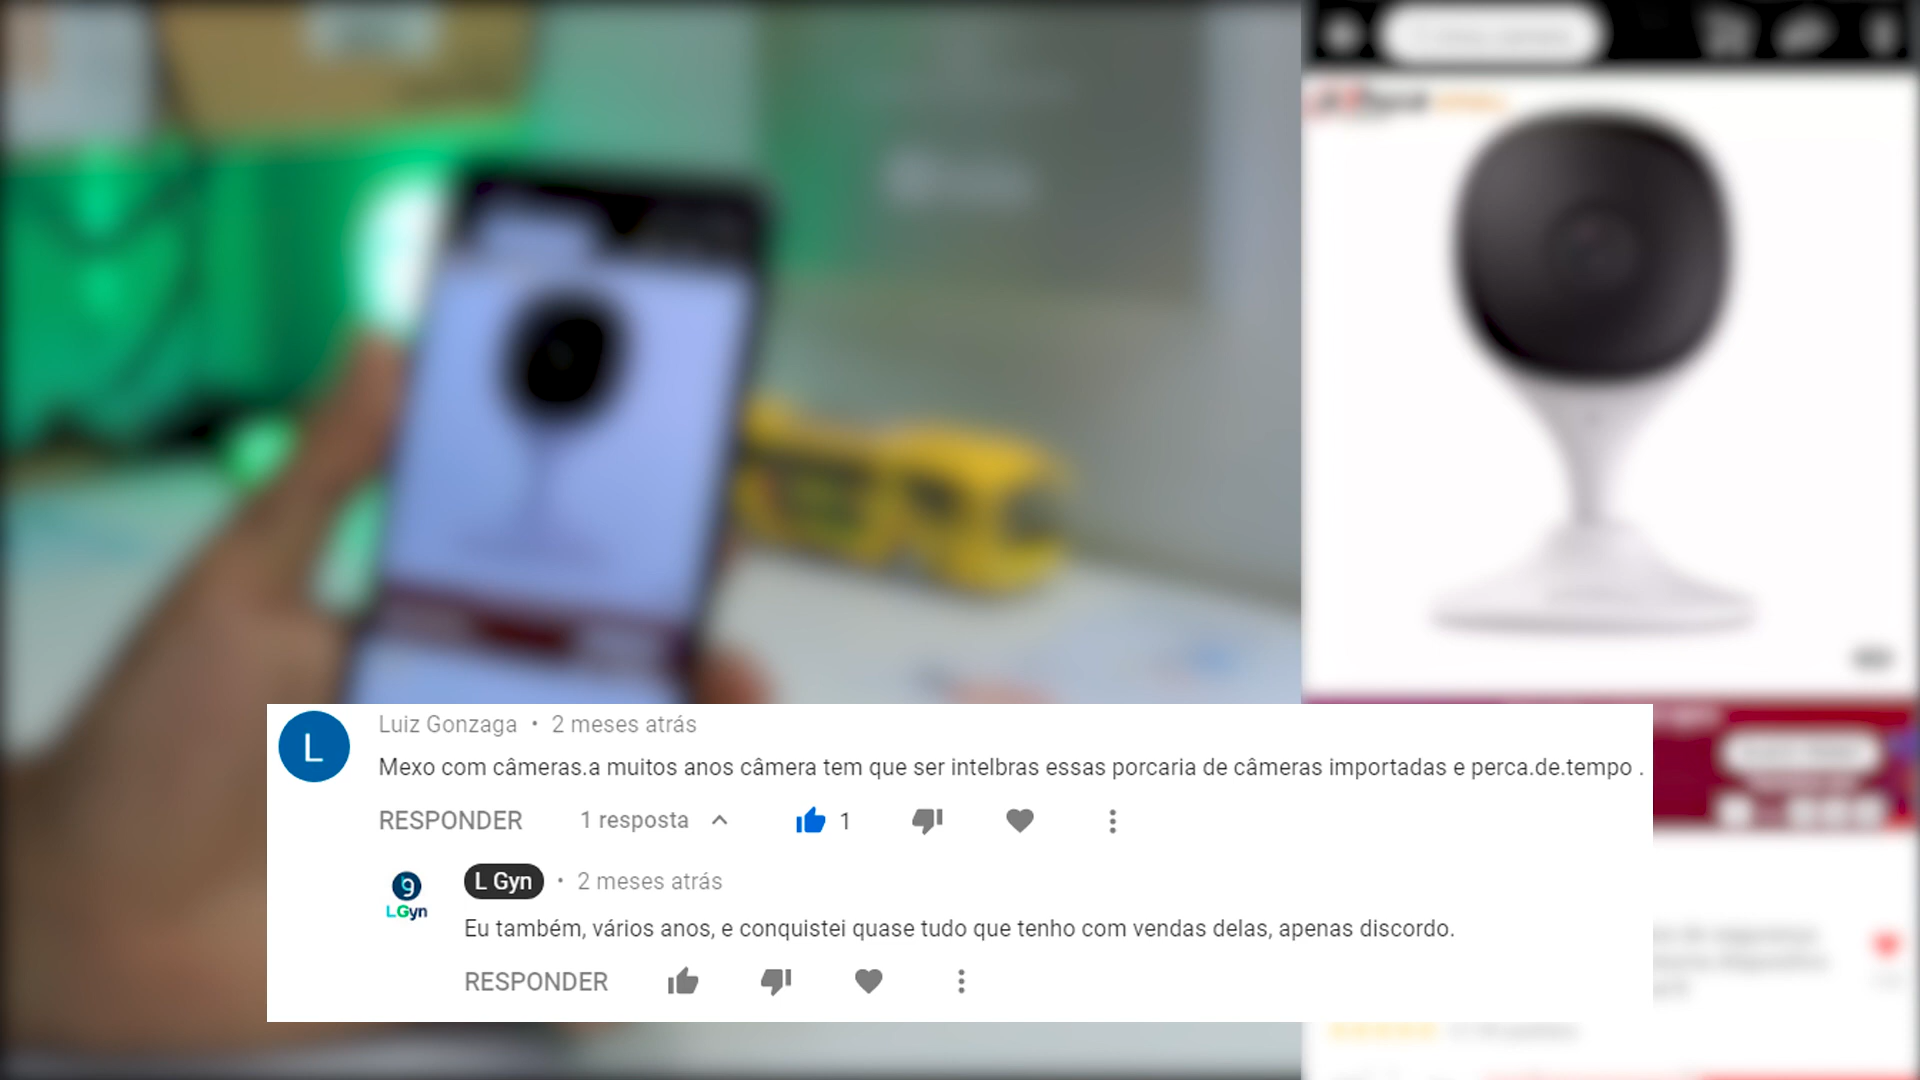 L
Luiz Gonzaga • 2 meses atrás
Mexo com câmeras.a muitos anos câmera tem que ser intelbras essas porcaria de câmeras importadas e perca.de.tempo .
RESPONDER 1 resposta 1
L Gyn • 2 meses atrás
LGyn
Eu também, vários anos, e conquistei quase tudo que tenho com vendas delas, apenas discordo.
RESPONDER